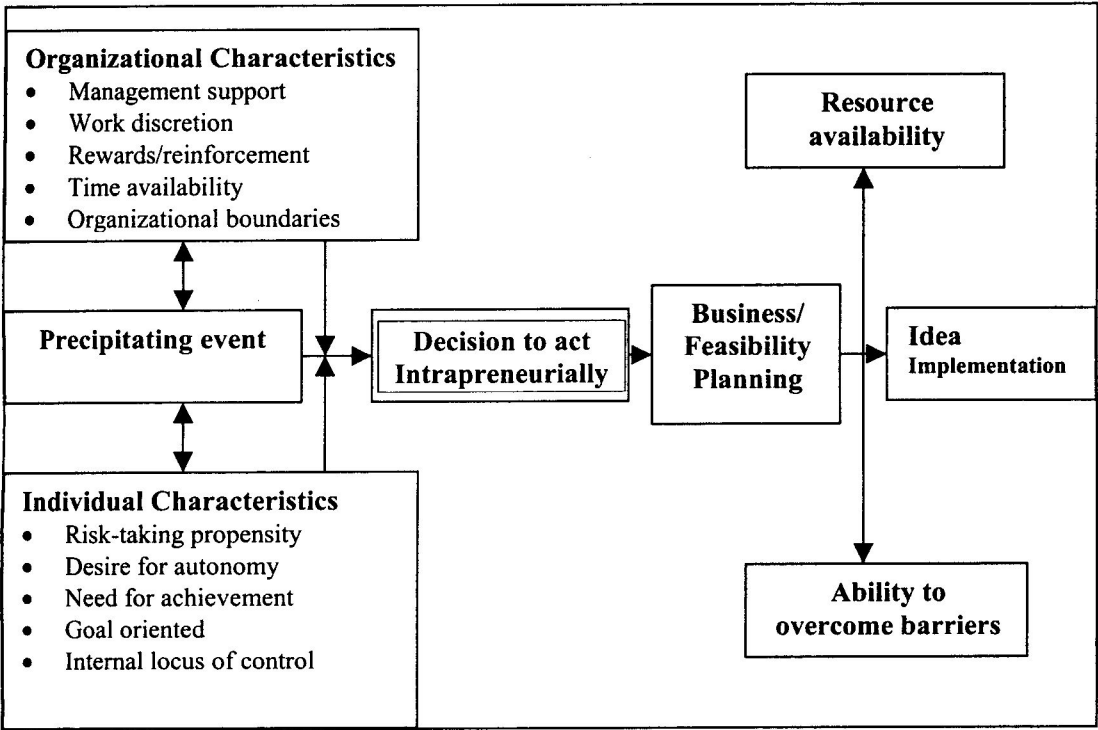 Organizational Characteristics
• Management support
• Work discretion
• Rewards/reinforcement
• Time availability
• Organizational boundaries
Precipitating event
Individual Characteristics
• Risk-taking propensity
• Desire for autonomy
• Need for achievement
• Goal oriented
• Internal locus of control
Decision to act
Intrapreneurially
Business/
Feasibility
Planning
Resource
availability
Idea
Implementation
Ability to
overcome barriers